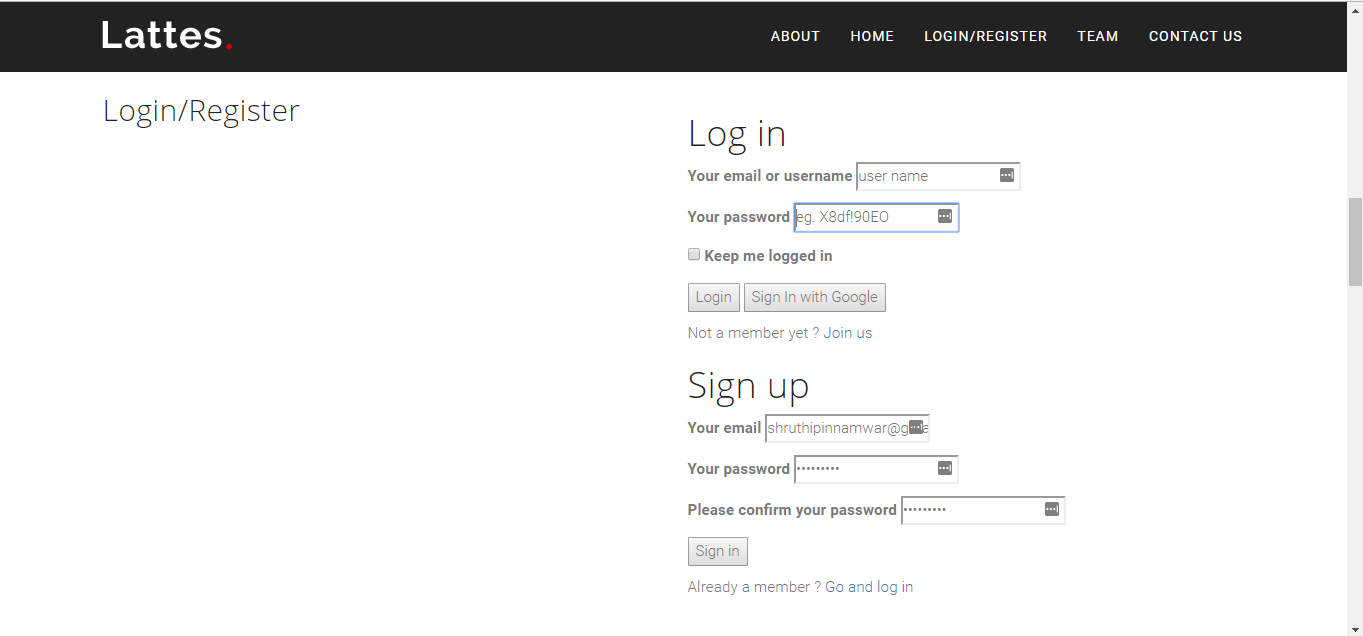 Lattes.
ABOUT HOME LOGIN/REGISTER TEAM CONTACT US
Login/Register
Log in
Your email or username user name
Your password eg. X8df!90EO
Keep me logged in
Login Sign In with Google
Not a member yet ? Join us
Sign up
Your email shruthipinnamwar@g
Your password •••••••••
Please confirm your password •••••••••
Sign in
Already a member ? Go and log in